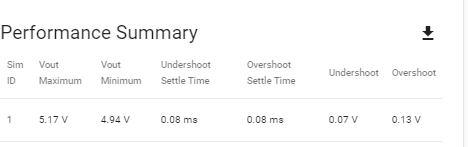 Performance Summary
Sim ID Vout Maximum Vout Minimum Undershoot Settle Time Overshoot Settle Time Undershoot Overshoot
1 5.17 V 4.94 V 0.08 ms 0.08 ms 0.07 V 0.13 V